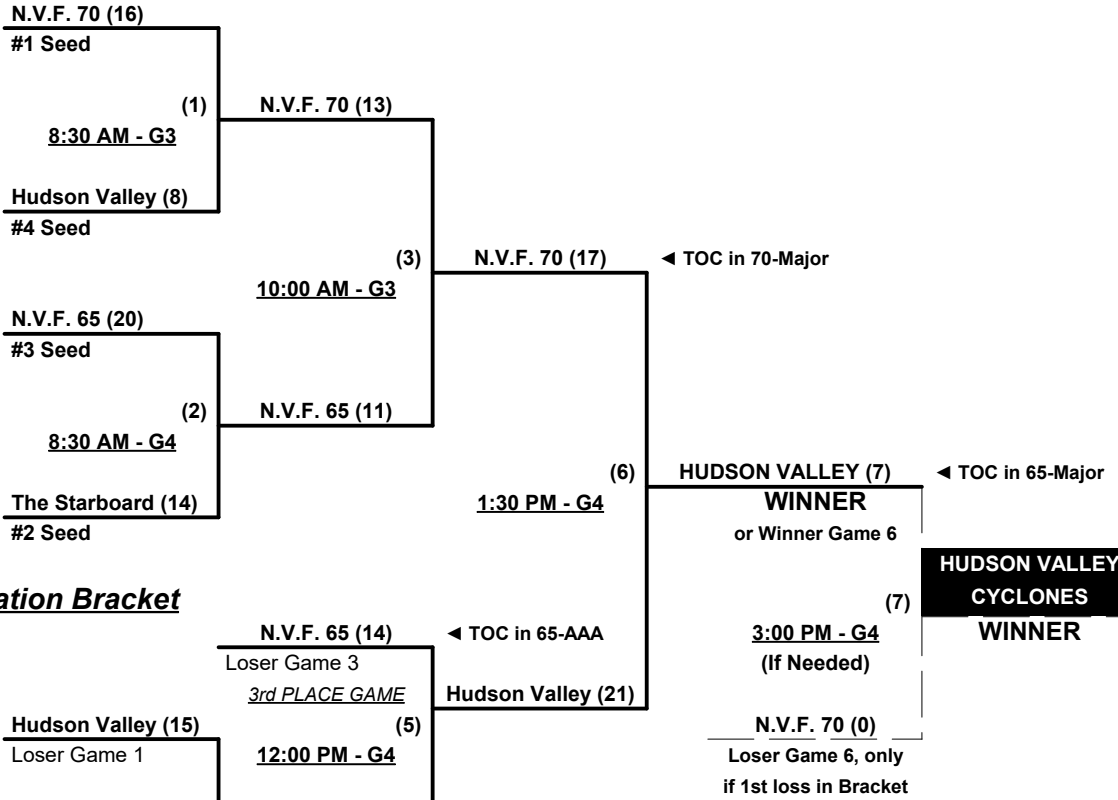 N.V.F. 70 (16)
#1 Seed
(1)
8:30 AM - G3
N.V.F. 70 (13)
Hudson Valley (8)
#4 Seed
(3)
10:00 AM - G3
N.V.F. 70 (17)
◄ TOC in 70-Major
N.V.F. 65 (20)
#3 Seed
(2)
8:30 AM - G4
N.V.F. 65 (11)
The Starboard (14)
#2 Seed
(6)
1:30 PM - G4
HUDSON VALLEY (7)
◄ TOC in 65-Major
WINNER
or Winner Game 6
HUDSON VALLEY
CYCLONES
WINNER
(7)
3:00 PM - G4
(If Needed)
ation Bracket
N.V.F. 65 (14)
◄ TOC in 65-AAA
Loser Game 3
3rd PLACE GAME
Hudson Valley (21)
(5)
12:00 PM - G4
Hudson Valley (15)
Loser Game 1
N.V.F. 70 (0)
Loser Game 6, only
if 1st loss in Bracket